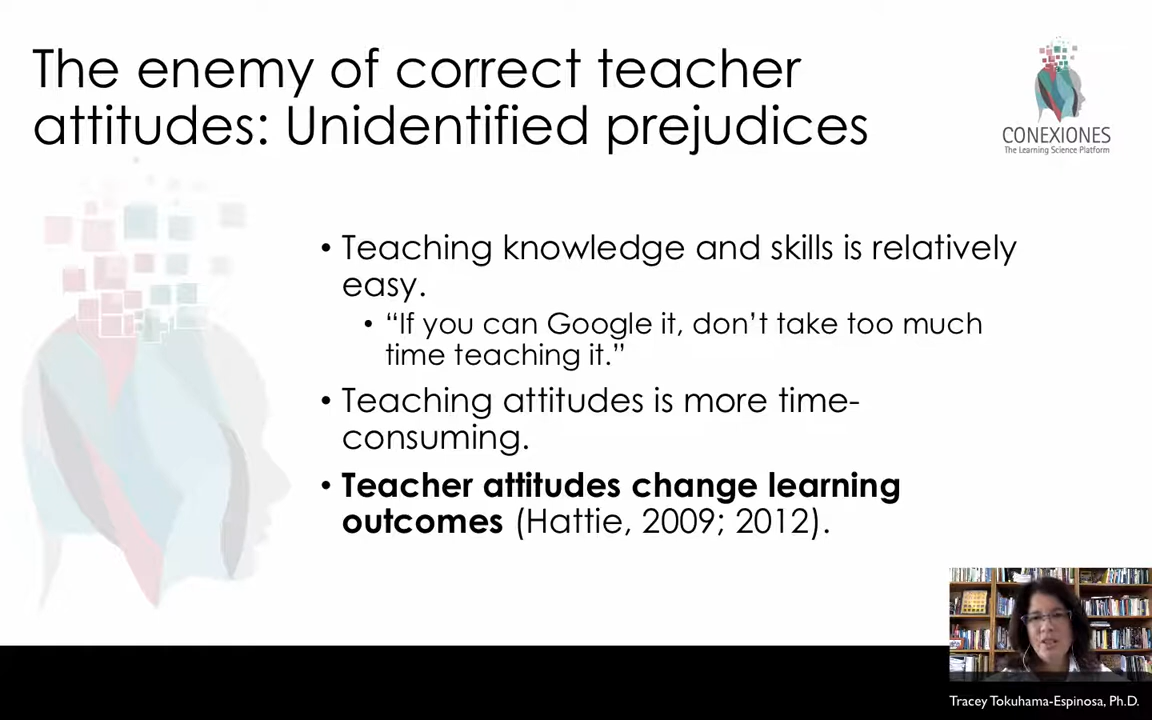 The enemy of correct teacher
attitudes: Unidentified prejudices
CONEXIONES
The Learning Science Platform
• Teaching knowledge and skills is relatively
easy.
• “If you can Google it, don’t take too much
time teaching it.”
• Teaching attitudes is more time-
consuming.
• Teacher attitudes change learning
outcomes (Hattie, 2009; 2012).
Tracey Tokuhama-Espinosa, Ph.D.